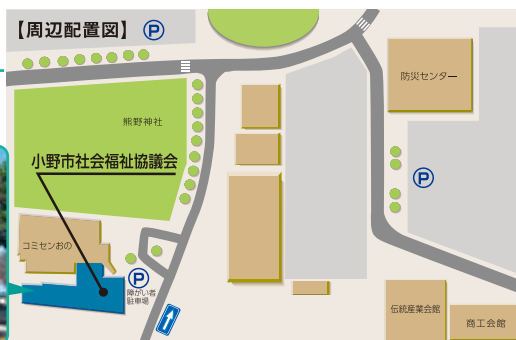 【周辺配置図】 P
防災センター
熊野神社
小野市社会福祉協議会
P
コミセンおの
P
障がい者
駐車場
伝統産業会館
商工会館